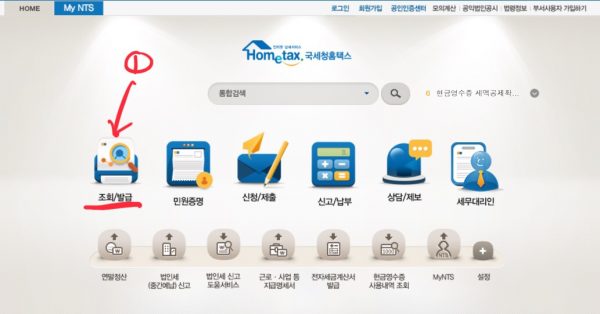 HOME My NTS 로그인 회원가입 공인인증센터 모의계산 공익법인공시 법령정보 부서사용자 가입하기
①
Hometax. 국세청홈택스
통합검색 6 현금영수증 세액공제확...
조회/발급 민원증명 신청/제출 신고/납부 상담/제보 세무대리인
연말정산 법인세 법인세 신고 근로·사업 등 전자세금계산서 현금영수증 MyNTS 설정
(중간예납) 신고 도움서비스 지급명세서 발급 사용내역 조회